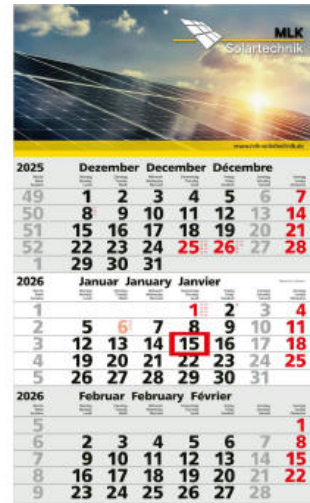 MLK
Solartechnik
www.mlk-solartechnik.de
2025 Dezember December Décembre
49 1 2 3 4 5 6 7
50 8 9 10 11 12 13 14
51 15 16 17 18 19 20 21
52 22 23 24 25 26 27 28
1 29 30 31
2026 Januar January Janvier
1 1 2 3 4
2 5 6 7 8 9 10 11
3 12 13 14 15 16 17 18
4 19 20 21 22 23 24 25
5 26 27 28 29 30 31
2026 Februar February Février
5 1
6 2 3 4 5 6 7 8
7 9 10 11 12 13 14 15
8 16 17 18 19 20 21 22
9 23 24 25 26 27 28